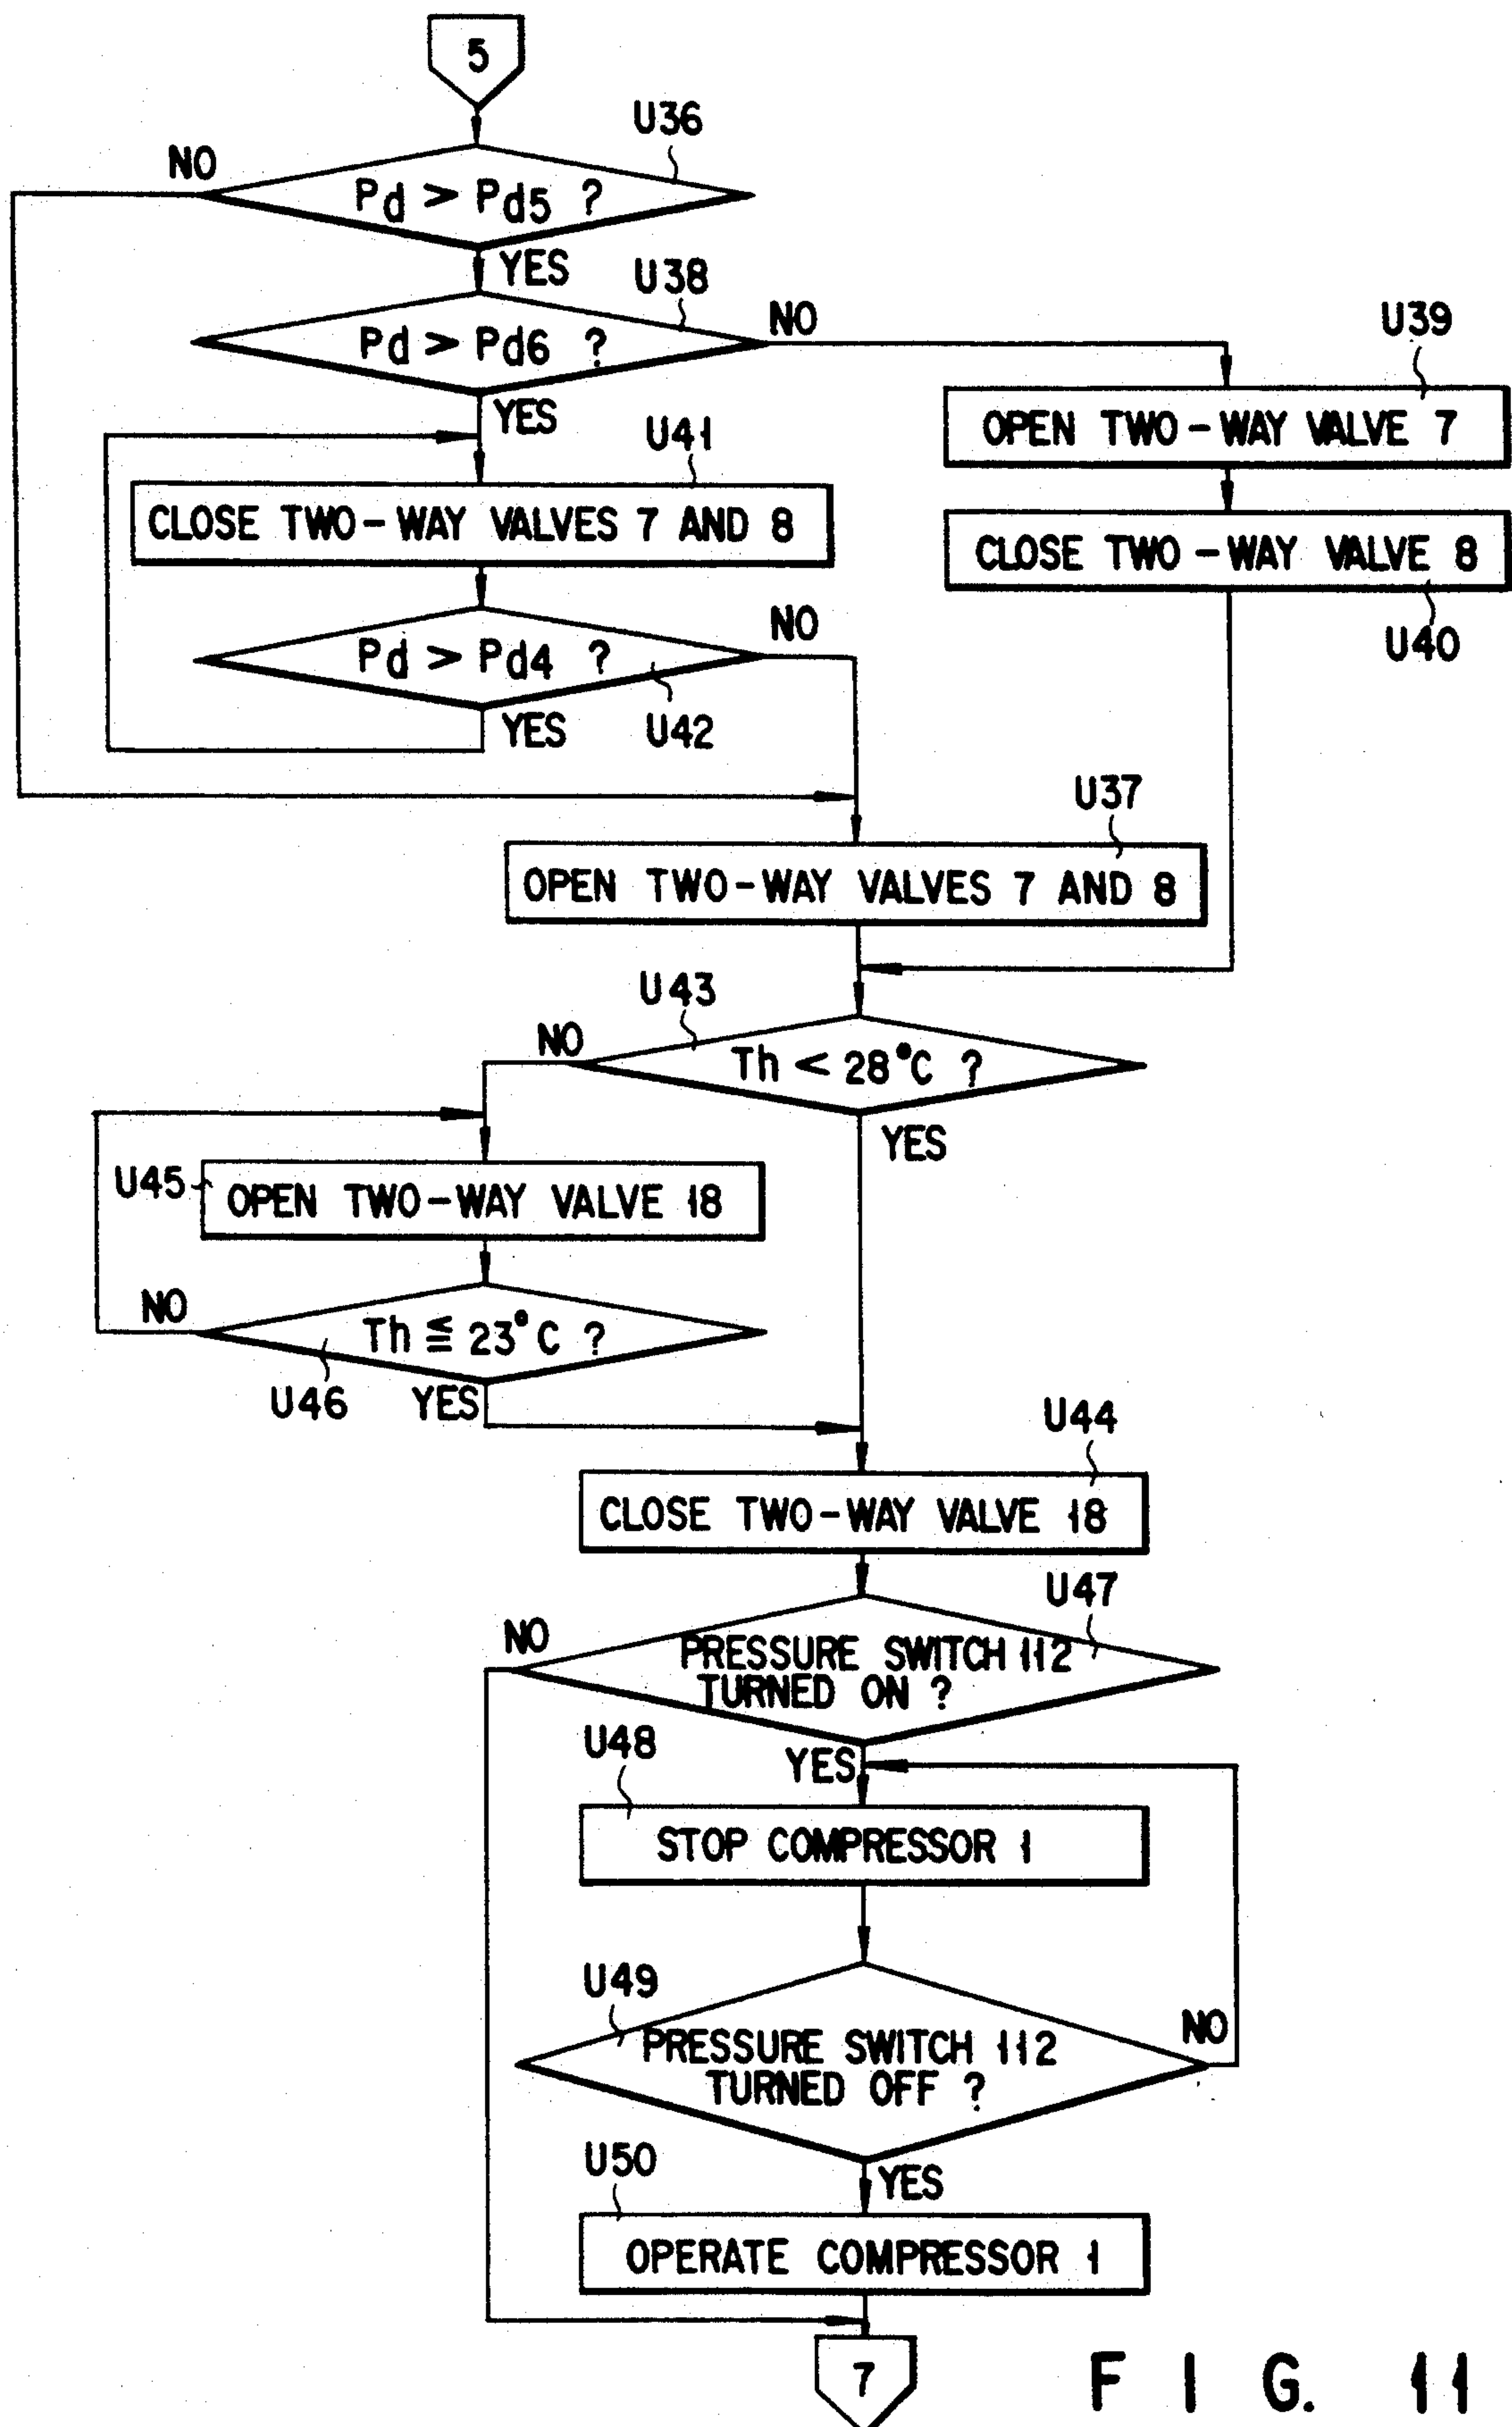 5
U36
NO
Pd > Pd5 ?
YES
U38
NO
Pd > Pd6 ?
U39
YES
OPEN TWO-WAY VALVE 7
U41
CLOSE TWO-WAY VALVES 7 AND 8
CLOSE TWO-WAY VALVE 8
NO
U40
Pd > Pd4 ?
YES
U42
U37
OPEN TWO-WAY VALVES 7 AND 8
U43
NO
Th < 28°C ?
YES
U45
OPEN TWO-WAY VALVE 18
NO
Th ≦ 23°C ?
U46
YES
U44
CLOSE TWO-WAY VALVE 18
U47
NO
PRESSURE SWITCH 112
TURNED ON ?
U48
YES
STOP COMPRESSOR 1
U49
NO
PRESSURE SWITCH 112
TURNED OFF ?
U50
YES
OPERATE COMPRESSOR 1
7
FIG. 11